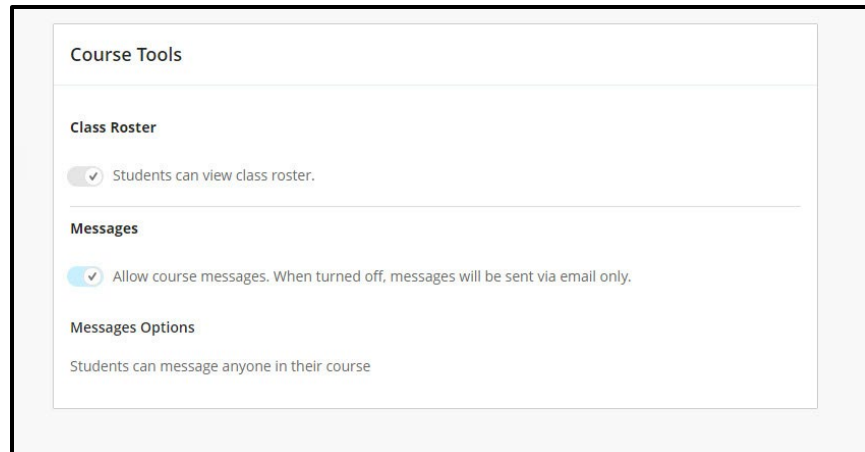 Course Tools
Class Roster
Students can view class roster.
Messages
Allow course messages. When turned off, messages will be sent via email only.
Messages Options
Students can message anyone in their course